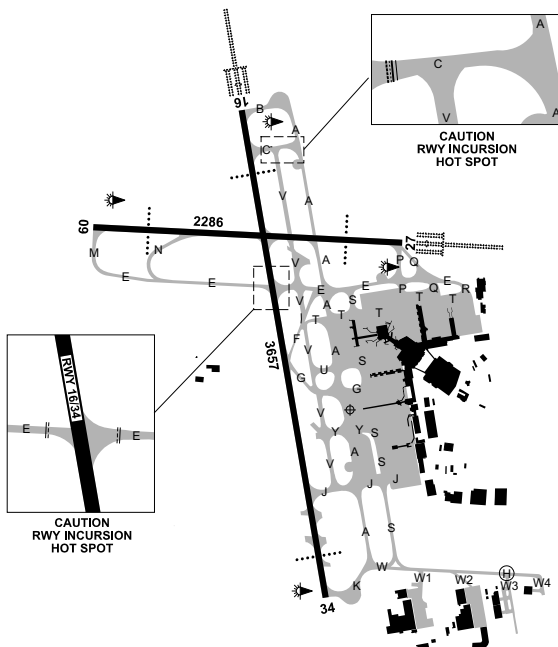 A
C
V
A
CAUTION
RWY INCURSION
HOT SPOT
16
B
A
C
V
A
09
2286
27
M
N
E
E
V
A
P
Q
E
S
E
P
T
Q
E
R
V
A
T
T
T
T
I
T
F
V
A
S
3657
G
U
G
V
Y
Y
S
A
V
S
J
J
J
A
S
RWY 16/34
E
E
CAUTION
RWY INCURSION
HOT SPOT
W
K
34
W1
W2
H
W3
W4